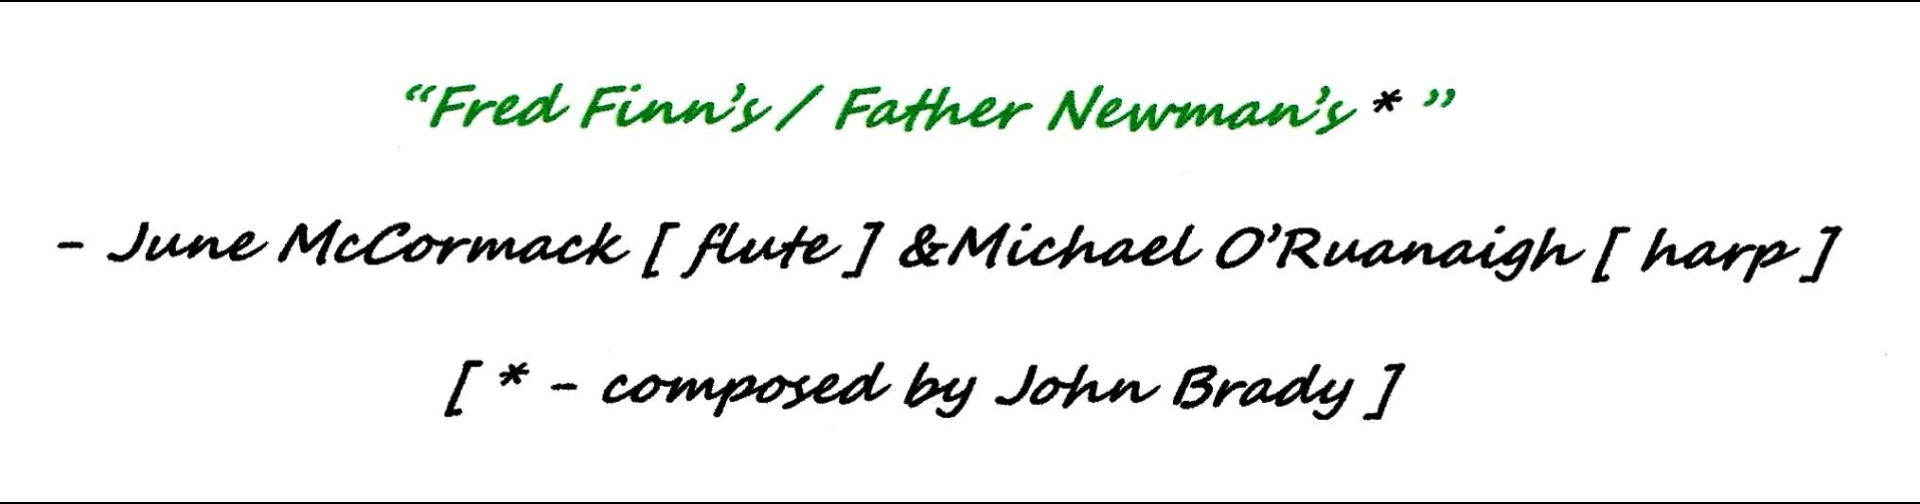 “Fred Finn’s / Father Newman’s * ”
- June McCormack [ flute ] &Michael O’Ruanaigh [ harp ]
[ * - composed by John Brady ]